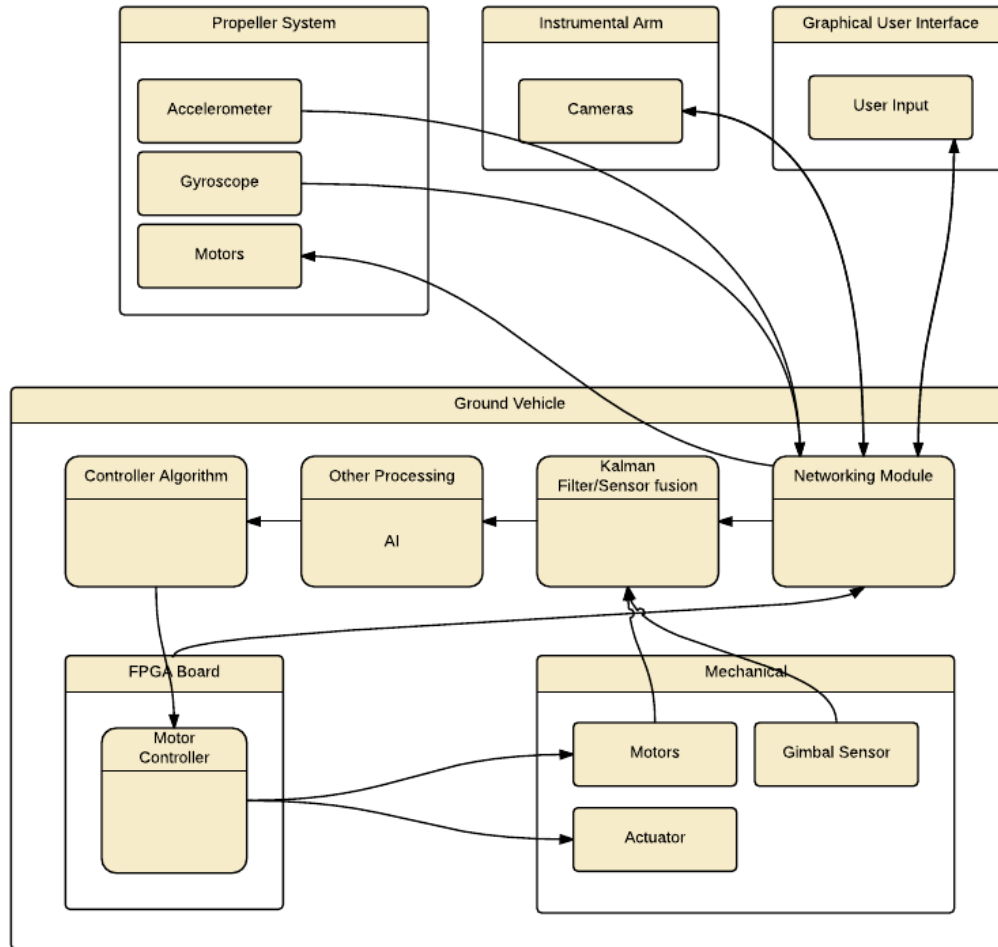 Propeller System
Accelerometer
Gyroscope
Motors
Instrumental Arm
Cameras
Graphical User Interface
User Input
Ground Vehicle
Controller Algorithm
Other Processing
AI
Kalman
Filter/Sensor fusion
Networking Module
FPGA Board
Motor
Controller
Mechanical
Motors
Gimbal Sensor
Actuator